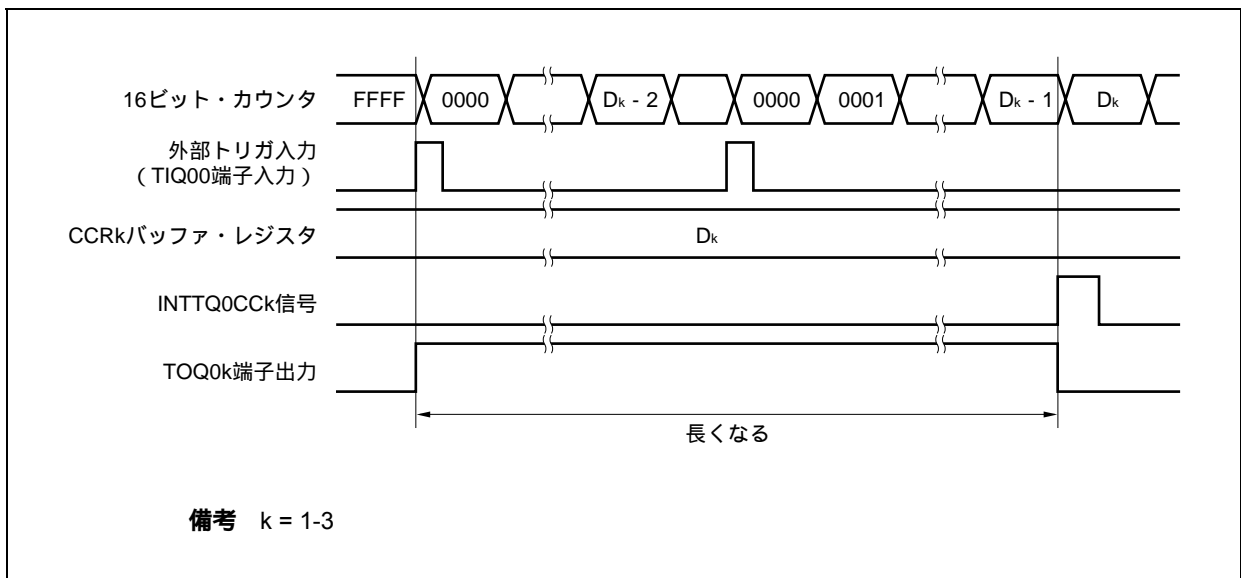 16ビット・カウンタ FFFF 0000 Dk - 2 0000 0001 Dk - 1 Dk
外部トリガ入力
(TIQ00端子入力)
CCRkバッファ・レジスタ Dk
INTTQ0CCk信号
TOQ0k端子出力
長くなる
備考 k = 1-3